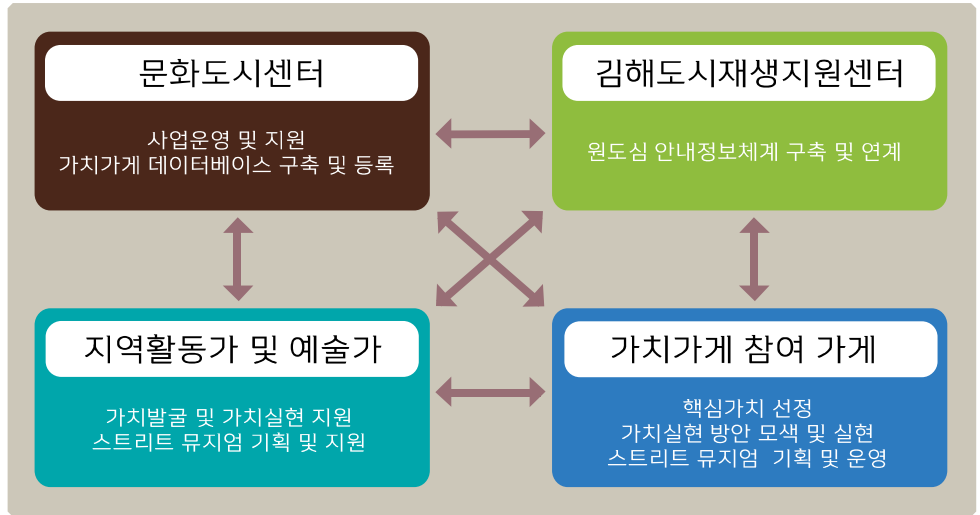 문화도시센터
사업운영 및 지원
가치가게 데이터베이스 구축 및 등록
김해도시재생지원센터
원도심 안내정보체계 구축 및 연계
지역활동가 및 예술가
가치발굴 및 가치실현 지원
스트리트 뮤지엄 기획 및 지원
가치가게 참여 가게
핵심가치 선정
가치실현 방안 모색 및 실현
스트리트 뮤지엄 기획 및 운영